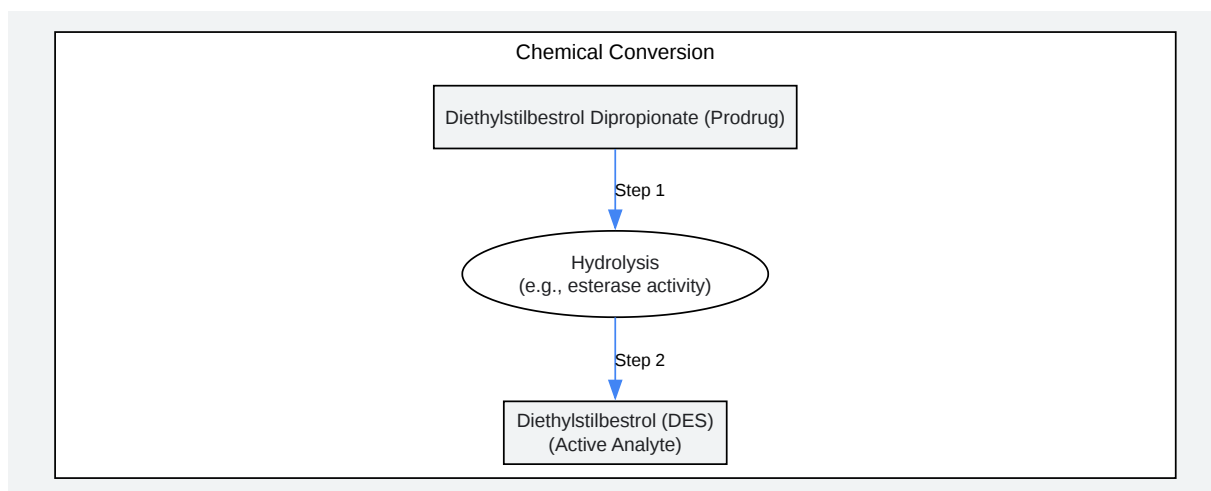 Chemical Conversion
Diethylstilbestrol Dipropionate (Prodrug)
Step 1
Hydrolysis
(e.g., esterase activity)
Step 2
Diethylstilbestrol (DES)
(Active Analyte)